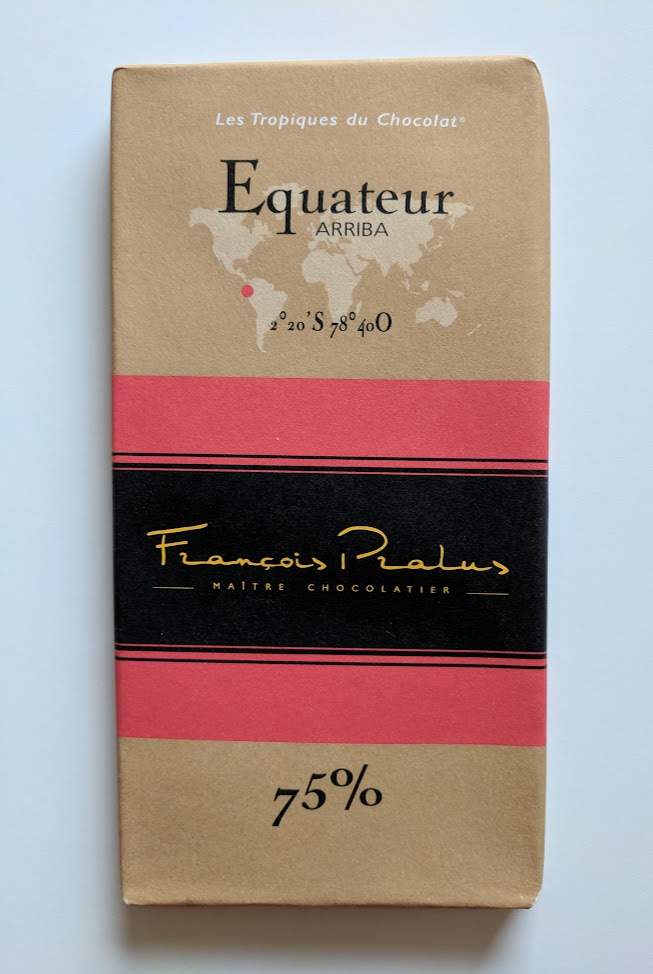 Les Tropiques du Chocolat®
Equateur
ARRIBA
2°20'S 78°40O
François Pralus
MAÎTRE CHOCOLATIER
75%